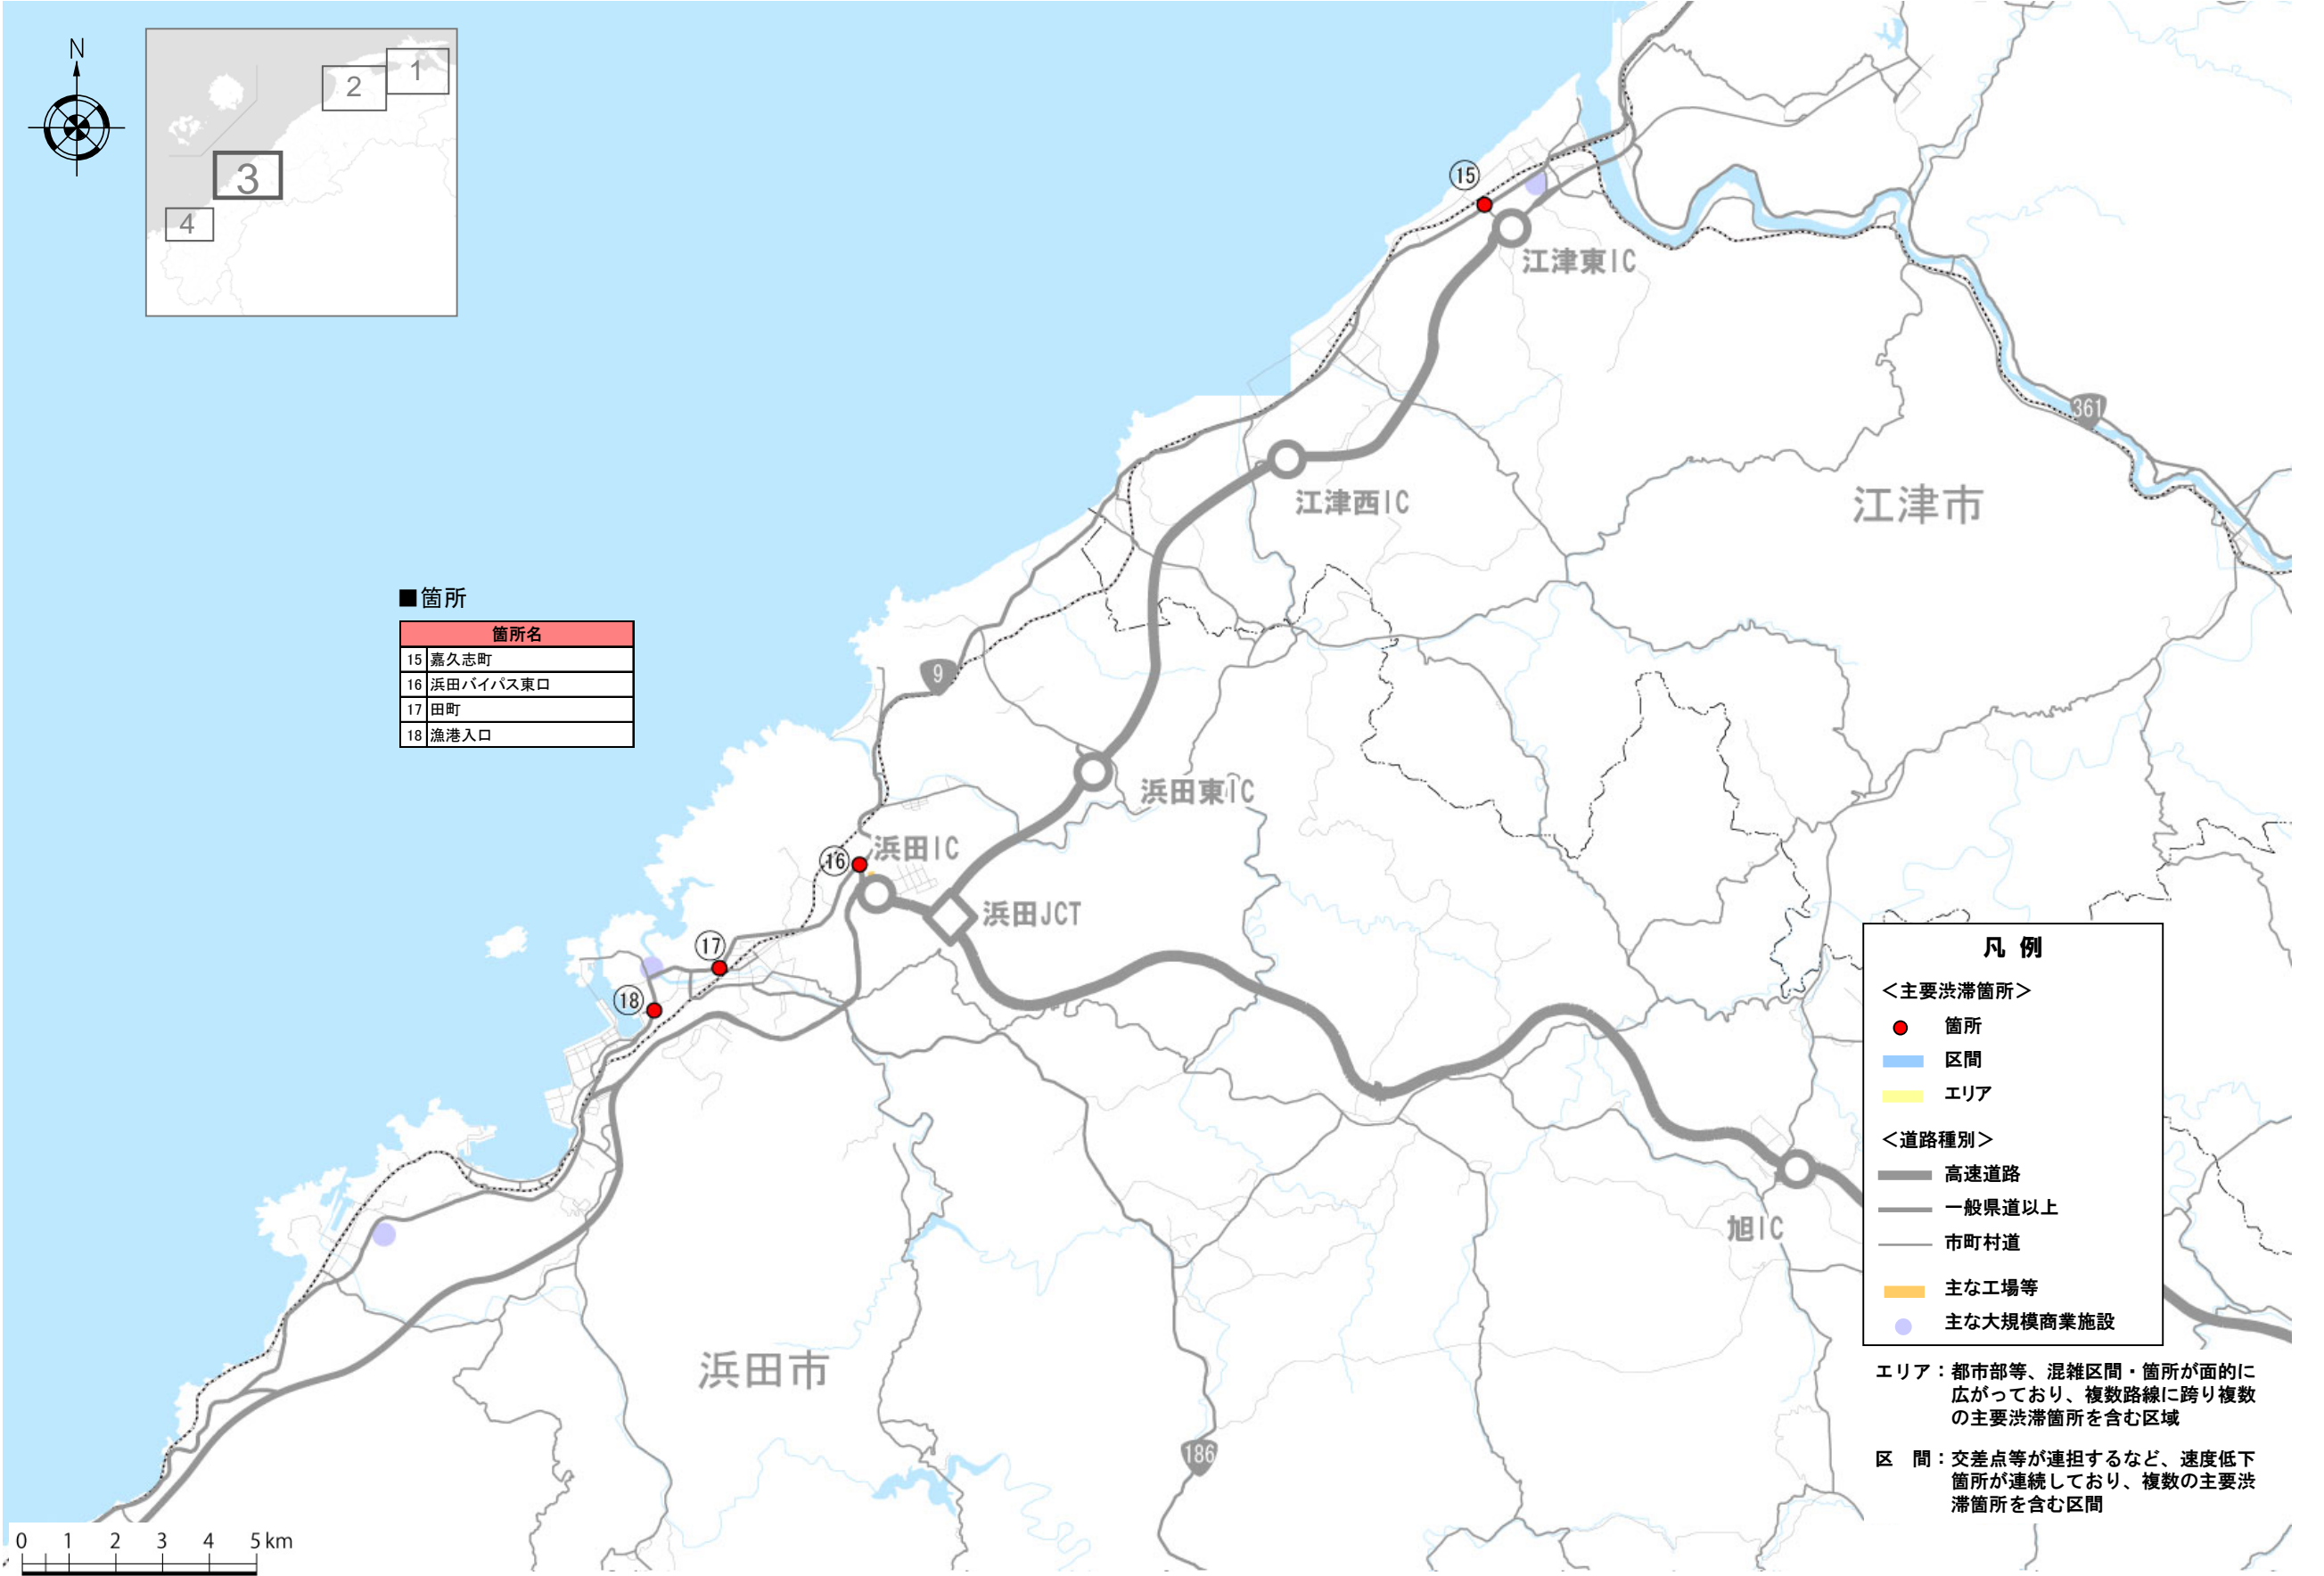 N
1
2
3
4
15
江津東IC
361
江津西IC
江津市
■箇所
箇所名
15 嘉久志町
16 浜田バイパス東口
17 田町
18 漁港入口
9
浜田東IC
16
浜田IC
浜田JCT
17
18
凡 例
＜主要渋滞箇所＞
箇所
区間
エリア
＜道路種別＞
高速道路
一般県道以上
市町村道
主な工場等
主な大規模商業施設
旭IC
浜田市
186
エリア：都市部等、混雑区間・箇所が面的に
広がっており、複数路線に跨り複数
の主要渋滞箇所を含む区域
区　間：交差点等が連担するなど、速度低下
箇所が連続しており、複数の主要渋
滞箇所を含む区間
0 1 2 3 4 5 km